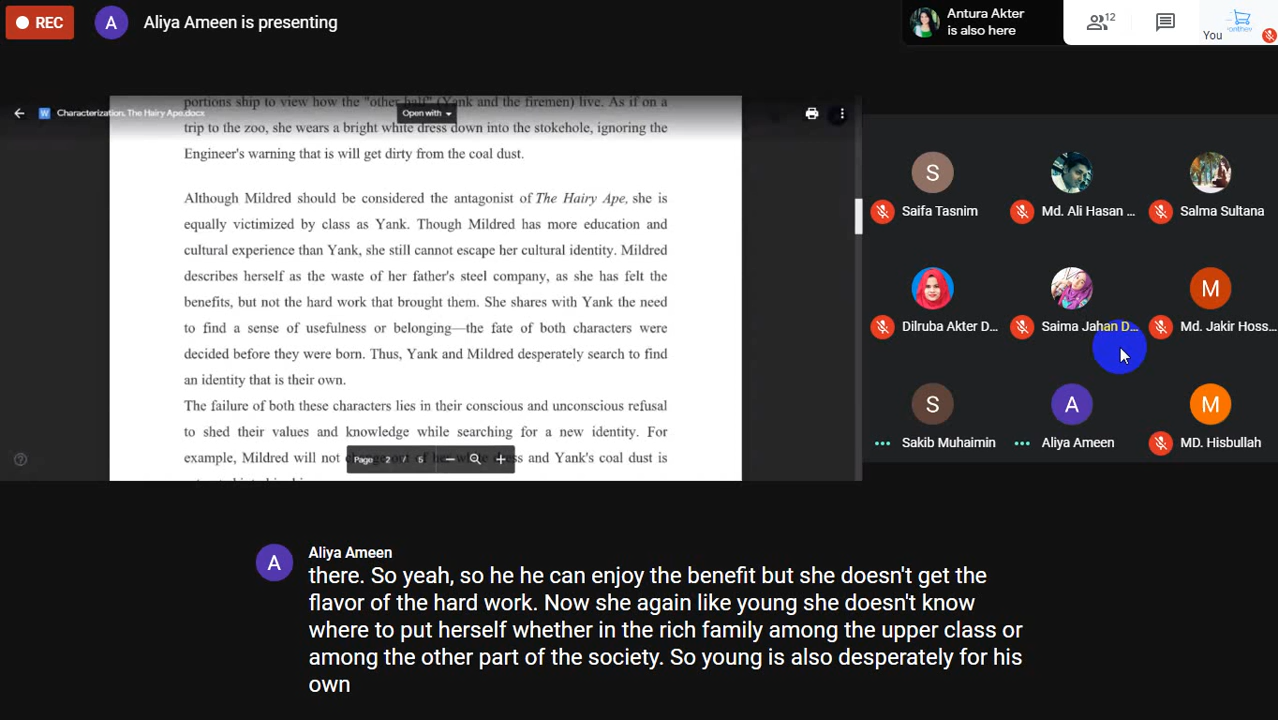 REC
A
Aliya Ameen is presenting
Antura Akter
is also here
12
You
Characterization, The Hairy Ape.docx
Open with
portions ship to view how the "other half" (Yank and the firemen) live. As if on a
trip to the zoo, she wears a bright white dress down into the stokehole, ignoring the
Engineer's warning that is will get dirty from the coal dust.
Although Mildred should be considered the antagonist of The Hairy Ape, she is
equally victimized by class as Yank. Though Mildred has more education and
cultural experience than Yank, she still cannot escape her cultural identity. Mildred
describes herself as the waste of her father's steel company, as she has felt the
benefits, but not the hard work that brought them. She shares with Yank the need
to find a sense of usefulness or belonging—the fate of both characters were
decided before they were born. Thus, Yank and Mildred desperately search to find
an identity that is their own.
The failure of both these characters lies in their conscious and unconscious refusal
to shed their values and knowledge while searching for a new identity. For
example, Mildred will not change out of her white dress and Yank's coal dust is
Page 2 / 5
S
Saifa Tasnim
Md. Ali Hasan ...
Salma Sultana
Dilruba Akter D...
Saima Jahan D...
M
Md. Jakir Hoss...
S
Sakib Muhaimin
A
Aliya Ameen
M
MD. Hisbullah
A
Aliya Ameen
there. So yeah, so he he can enjoy the benefit but she doesn't get the
flavor of the hard work. Now she again like young she doesn't know
where to put herself whether in the rich family among the upper class or
among the other part of the society. So young is also desperately for his
own